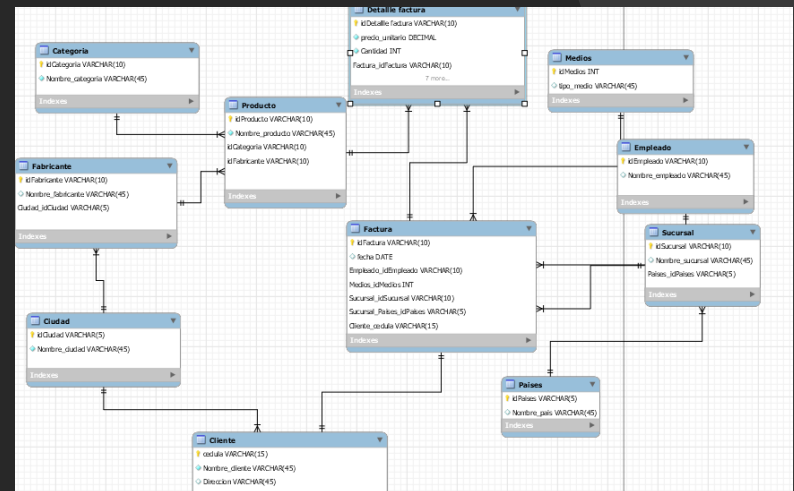 Detallle factura
idDetallle factura VARCHAR(10)
precio_unitario DECIMAL
Cantidad INT
Factura_idFactura VARCHAR(10)
7 more...
Indexes
Categoria
idCategoria VARCHAR(10)
Nombre_categoria VARCHAR(45)
Indexes
Medios
idMedios INT
tipo_medio VARCHAR(45)
Indexes
Producto
idProducto VARCHAR(10)
Nombre_producto VARCHAR(45)
idCategoria VARCHAR(10)
idFabricante VARCHAR(10)
Indexes
Empleado
idEmpleado VARCHAR(10)
Nombre_empleado VARCHAR(45)
Indexes
Fabricante
idFabricante VARCHAR(10)
Nombre_fabricante VARCHAR(45)
Ciudad_idCiudad VARCHAR(5)
Indexes
Factura
idFactura VARCHAR(10)
fecha DATE
Empleado_idEmpleado VARCHAR(10)
Medios_idMedios INT
Sucursal_idSucursal VARCHAR(10)
Sucursal_Paises_idPaises VARCHAR(5)
Cliente_cedula VARCHAR(15)
Indexes
Sucursal
idSucursal VARCHAR(10)
Nombre_sucursal VARCHAR(45)
Paises_idPaises VARCHAR(5)
Indexes
Ciudad
idCiudad VARCHAR(5)
Nombre_ciudad VARCHAR(45)
Indexes
Paises
idPaises VARCHAR(5)
Nombre_pais VARCHAR(45)
Indexes
Cliente
cedula VARCHAR(15)
Nombre_cliente VARCHAR(45)
Direccion VARCHAR(45)